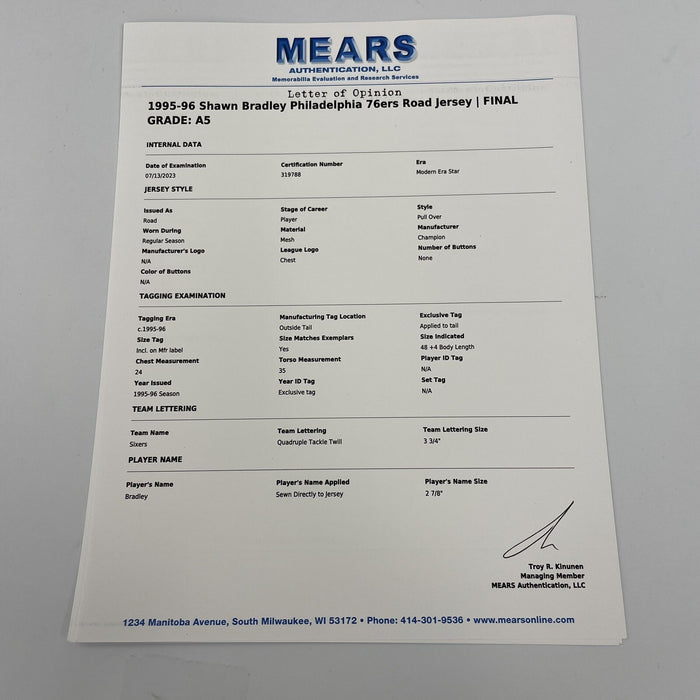 MEARS
AUTHENTICATION, LLC
Memorabilia Evaluation and Research Services
Letter of Opinion
1995-96 Shawn Bradley Philadelphia 76ers Road Jersey | FINAL
GRADE: A5
INTERNAL DATA
Date of Examination Certification Number Era
07/13/2023 319788 Modern Era Star
JERSEY STYLE
Issued As Stage of Career Style
Road Player Pull Over
Worn During Material Manufacturer
Regular Season Mesh Champion
Manufacturer's Logo League Logo Number of Buttons
N/A Chest None
Color of Buttons
N/A
TAGGING EXAMINATION
Tagging Era Manufacturing Tag Location Exclusive Tag
c.1995-96 Outside Tail Applied to tail
Size Tag Size Matches Exemplars Size Indicated
Incl. on Mfr label Yes 48 +4 Body Length
Chest Measurement Torso Measurement Player ID Tag
24 35 N/A
Year Issued Year ID Tag Set Tag
1995-96 Season Exclusive tag N/A
TEAM LETTERING
Team Name Team Lettering Team Lettering Size
Sixers Quadruple Tackle Twill 3 3/4"
PLAYER NAME
Player's Name Player's Name Applied Player's Name Size
Bradley Sewn Directly to Jersey 2 7/8"
Troy R. Kinunen
Managing Member
MEARS Authentication, LLC
1234 Manitoba Avenue, South Milwaukee, WI 53172 • Phone: 414-301-9536 • www.mearsonline.com